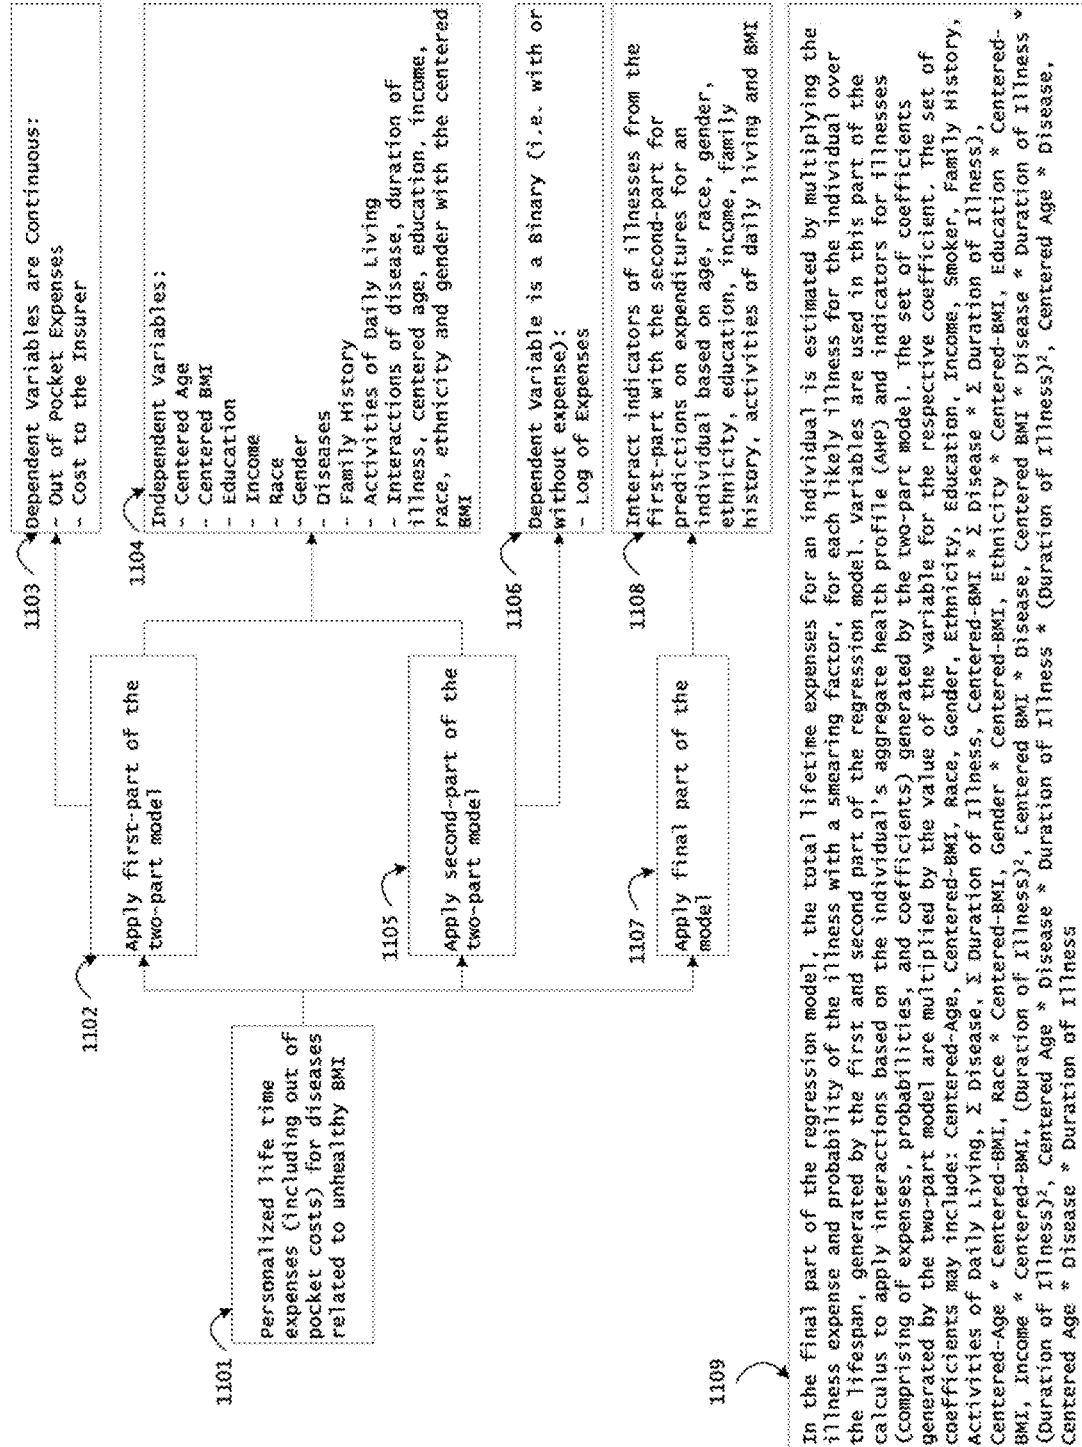 1101
Personalized life time
expenses (including out of
pocket costs) for diseases
related to unhealthy BMI
1102
Apply first-part of the
two-part model
1103
Dependent Variables are Continuous:
- Out of Pocket Expenses
- Cost to the Insurer
1104
Independent Variables:
- Centered Age
- Centered BMI
- Education
- Income
- Race
- Gender
- Diseases
- Family History
- Activities of Daily Living
- Interactions of disease, duration of
illness, centered age, education, income,
race, ethnicity and gender with the centered
BMI
1105
Apply second-part of the
two-part model
1106
Dependent Variable is a Binary (i.e. with or
without expense):
- Log of Expenses
1107
Apply final part of the
model
1108
Interact indicators of illnesses from the
first-part with the second-part for
predictions on expenditures for an
individual based on age, race, gender,
ethnicity, education, income, family
history, activities of daily living and BMI
1109
In the final part of the regression model, the total lifetime expenses for an individual is estimated by multiplying the
illness expense and probability of the illness with a smearing factor, for each likely illness for the individual over
the lifespan, generated by the first and second part of the regression model. Variables are used in this part of the
calculus to apply interactions based on the individual's aggregate health profile (AHP) and indicators for illnesses
(comprising of expenses, probabilities, and coefficients) generated by the two-part model. The set of coefficients
generated by the two-part model are multiplied by the value of the variable for the respective coefficient. The set of
coefficients may include: Centered-Age, Centered-BMI, Race, Gender, Ethnicity, Education, Income, Smoker, Family History,
Activities of Daily Living, Σ Disease, Σ Duration of Illness, Centered-BMI * Σ Disease * Σ Duration of Illness),
Centered-Age * Centered-BMI, Race * Centered-BMI, Gender * Centered-BMI, Ethnicity * Centered-BMI, Education * Centered-
BMI, Income * Centered-BMI, (Duration of Illness)², Centered BMI * Disease, Centered BMI * Disease * Duration of Illness *
(Duration of Illness)², Centered Age * Disease * Duration of Illness * (Duration of Illness)², Centered Age * Disease,
Centered Age * Disease * Duration of Illness